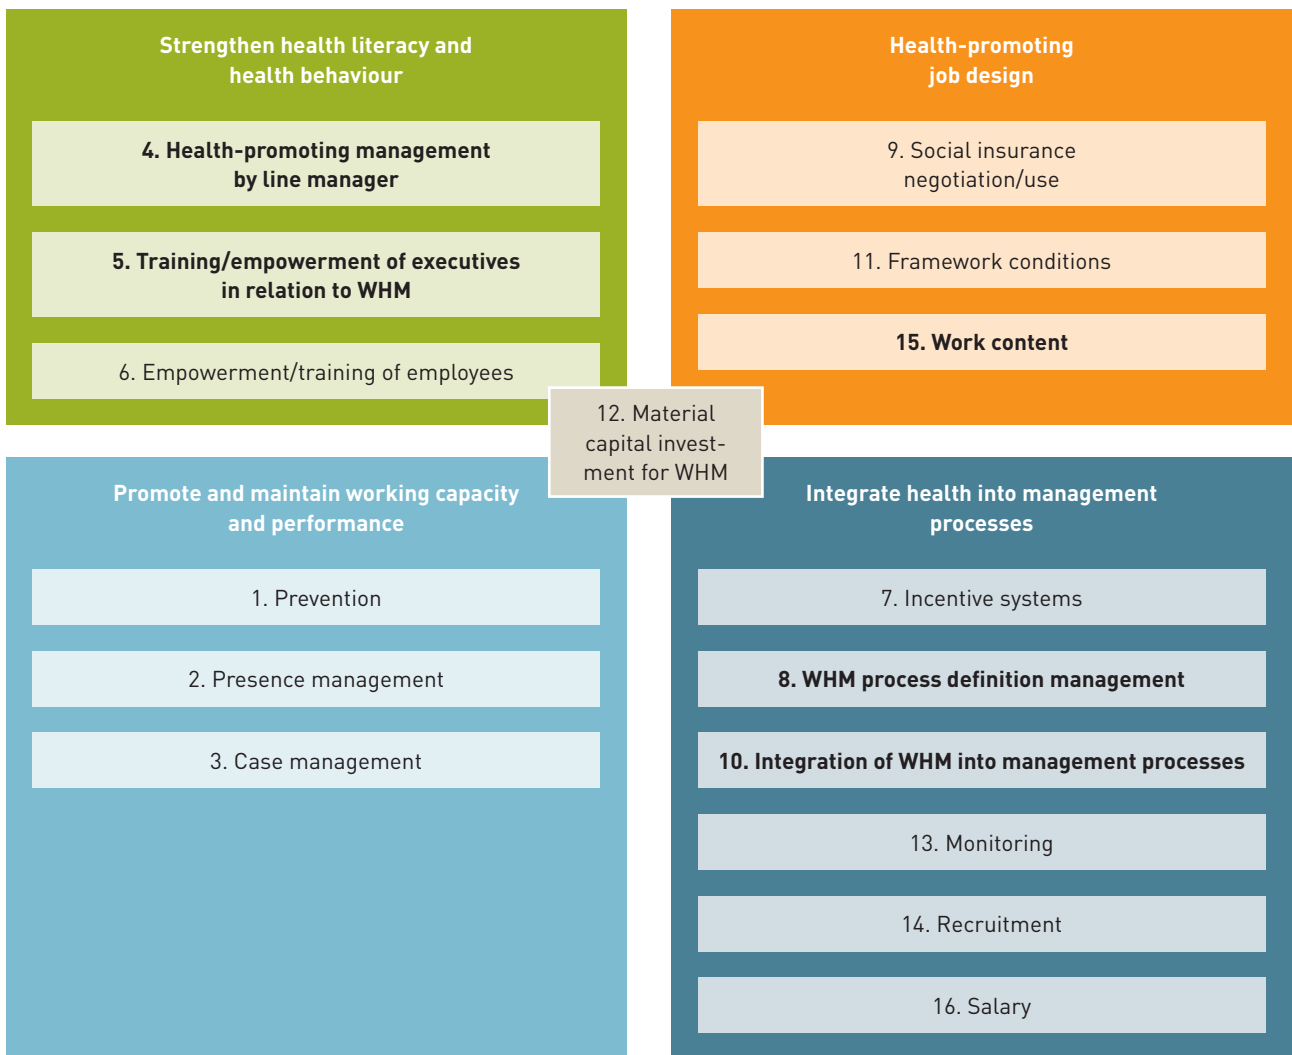 Strengthen health literacy and
health behaviour
4. Health-promoting management
by line manager
5. Training/empowerment of executives
in relation to WHM
6. Empowerment/training of employees
Health-promoting
job design
9. Social insurance
negotiation/use
11. Framework conditions
15. Work content
12. Material
capital invest-
ment for WHM
Promote and maintain working capacity
and performance
1. Prevention
2. Presence management
3. Case management
Integrate health into management
processes
7. Incentive systems
8. WHM process definition management
10. Integration of WHM into management processes
13. Monitoring
14. Recruitment
16. Salary